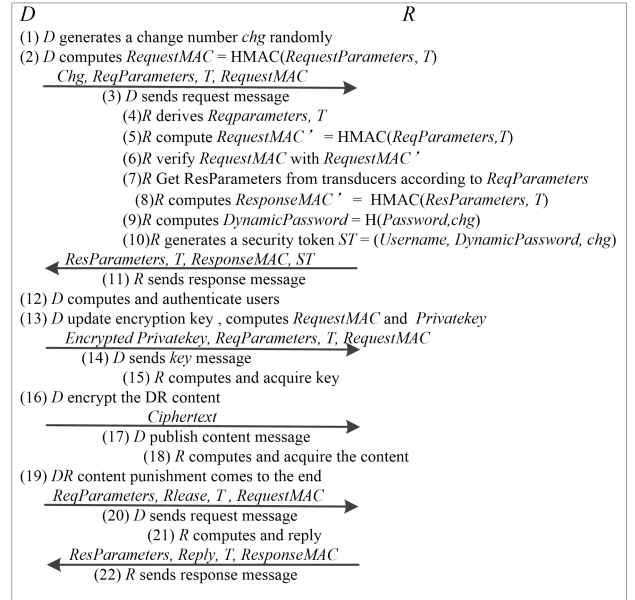 D R
(1) D generates a change number chg randomly
(2) D computes RequestMAC = HMAC(RequestParameters, T)
Chg, ReqParameters, T, RequestMAC
(3) D sends request message
(4)R derives Reqparameters, T
(5)R compute RequestMAC ' = HMAC(ReqParameters,T)
(6)R verify RequestMAC with RequestMAC '
(7)R Get ResParameters from transducers according to ReqParameters
(8)R computes ResponseMAC ' = HMAC(ResParameters, T)
(9)R computes DynamicPassword = H(Password,chg)
(10)R generates a security token ST = (Username, DynamicPassword, chg)
ResParameters, T, ResponseMAC, ST
(11) R sends response message
(12) D computes and authenticate users
(13) D update encryption key , computes RequestMAC and Privatekey
Encrypted Privatekey, ReqParameters, T, RequestMAC
(14) D sends key message
(15) R computes and acquire key
(16) D encrypt the DR content
Ciphertext
(17) D publish content message
(18) R computes and acquire the content
(19) DR content punishment comes to the end
ReqParameters, Rlease, T , RequestMAC
(20) D sends request message
(21) R computes and reply
ResParameters, Reply, T, ResponseMAC
(22) R sends response message